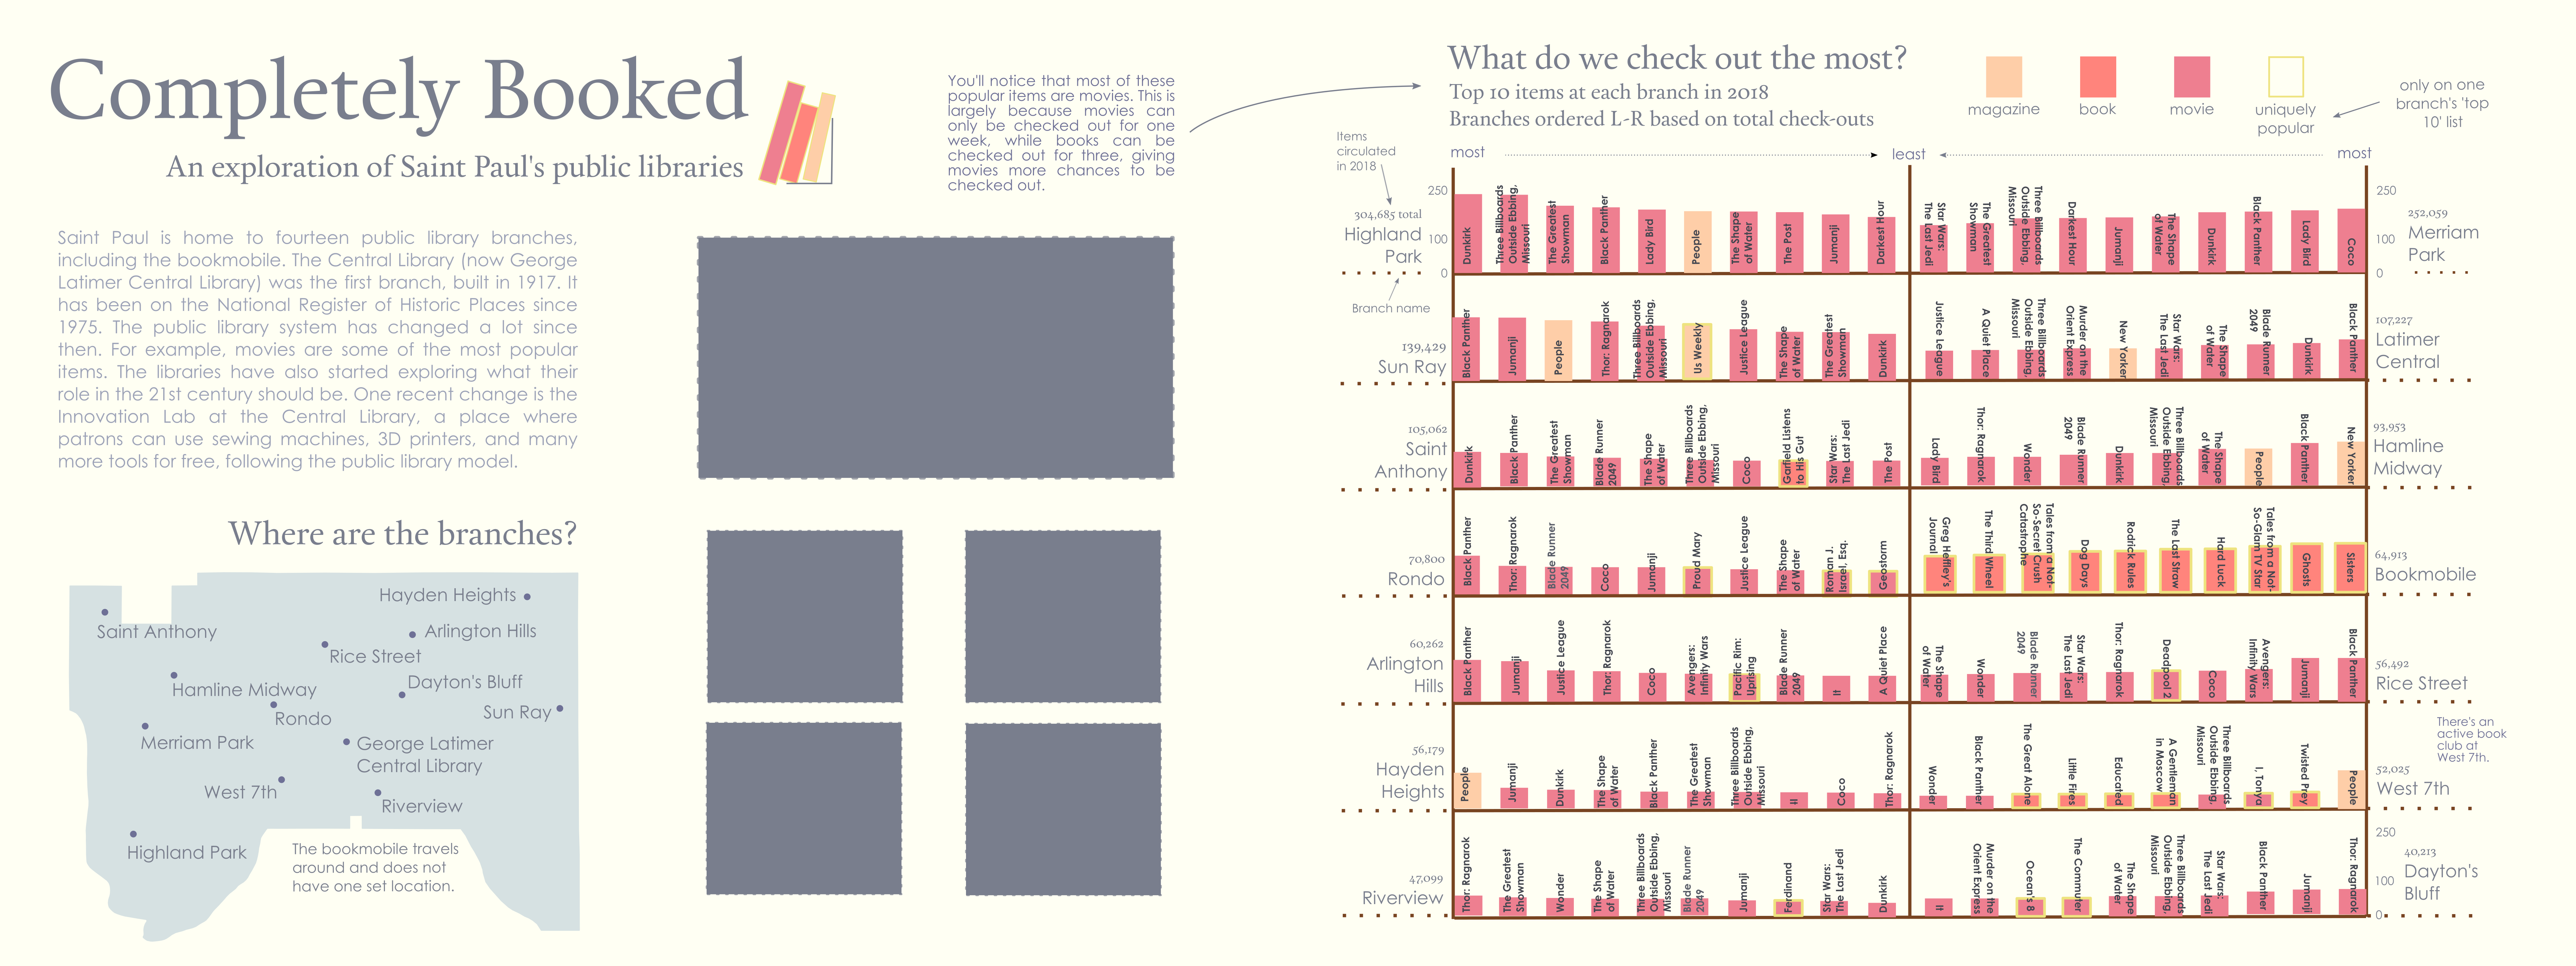 Completely Booked
An exploration of Saint Paul's public libraries
Saint Paul is home to fourteen public library branches,
including the bookmobile. The Central Library (now George
Latimer Central Library) was the first branch, built in 1917. It
has been on the National Register of Historic Places since
1975. The public library system has changed a lot since
then. For example, movies are some of the most popular
items. The libraries have also started exploring what their
role in the 21st century should be. One recent change is the
Innovation Lab at the Central Library, a place where
patrons can use sewing machines, 3D printers, and many
more tools for free, following the public library model.
Where are the branches?
Hayden Heights
Saint Anthony
Arlington Hills
Rice Street
Hamline Midway
Dayton's Bluff
Rondo
Sun Ray
Merriam Park
George Latimer
Central Library
West 7th
Riverview
Highland Park
The bookmobile travels
around and does not
have one set location.
You'll notice that most of these
popular items are movies. This is
largely because movies can
only be checked out for one
week, while books can be
checked out for three, giving
movies more chances to be
checked out.
What do we check out the most?
Top 10 items at each branch in 2018
Branches ordered L-R based on total check-outs
magazine
book
movie
uniquely
popular
only on one
branch's 'top
10' list
most
least
most
Items
circulated
in 2018
250
100
0
304,685 total
Highland
Park
Branch name
Dunkirk
Three Billboards
Outside Ebbing,
Missouri
The Greatest
Showman
Black Panther
Lady Bird
People
The Shape
of Water
The Post
Jumanji
Darkest Hour
Star Wars:
The Last Jedi
The Greatest
Showman
Three Billboards
Outside Ebbing,
Missouri
Darkest Hour
Jumanji
The Shape
of Water
Dunkirk
Black Panther
Lady Bird
Coco
250
100
0
252,059
Merriam
Park
139,429
Sun Ray
Black Panther
Jumanji
People
Thor: Ragnarok
Three Billboards
Outside Ebbing,
Missouri
Us Weekly
Justice League
The Shape
of Water
The Greatest
Showman
Dunkirk
Justice League
A Quiet Place
Three Billboards
Outside Ebbing,
Missouri
Murder on the
Orient Express
New Yorker
Star Wars:
The Last Jedi
The Shape
of Water
Blade Runner
2049
Dunkirk
Black Panther
107,227
Latimer
Central
105,062
Saint
Anthony
Dunkirk
Black Panther
The Greatest
Showman
Blade Runner
2049
The Shape
of Water
Three Billboards
Outside Ebbing,
Missouri
Coco
Garfield Listens
to His Gut
Star Wars:
The Last Jedi
The Post
Lady Bird
Thor: Ragnarok
Wonder
Blade Runner
2049
Dunkirk
Three Billboards
Outside Ebbing,
Missouri
The Shape
of Water
People
Black Panther
New Yorker
93,953
Hamline
Midway
70,800
Rondo
Black Panther
Thor: Ragnarok
Blade Runner
2049
Coco
Jumanji
Proud Mary
Justice League
The Shape
of Water
Roman J.
Israel, Esq.
Geostorm
Greg Heffley's
Journal
The Third Wheel
Tales from a Not-
So-Secret Crush
Catastrophe
Dog Days
Rodrick Rules
The Last Straw
Hard Luck
Tales from a Not-
So-Glam TV Star
Ghosts
Sisters
64,913
Bookmobile
60,262
Arlington
Hills
Black Panther
Jumanji
Justice League
Thor: Ragnarok
Coco
Avengers:
Infinity Wars
Pacific Rim:
Uprising
Blade Runner
2049
It
A Quiet Place
The Shape
of Water
Wonder
Blade Runner
2049
Star Wars:
The Last Jedi
Thor: Ragnarok
Deadpool 2
Coco
Avengers:
Infinity Wars
Jumanji
Black Panther
56,492
Rice Street
56,179
Hayden
Heights
People
Jumanji
Dunkirk
The Shape
of Water
Black Panther
The Greatest
Showman
Three Billboards
Outside Ebbing,
Missouri
It
Coco
Thor: Ragnarok
Wonder
Black Panther
The Great Alone
Little Fires
Educated
A Gentleman
in Moscow
Three Billboards
Outside Ebbing,
Missouri
I, Tonya
Twisted Prey
People
There's an
active book
club at
West 7th.
52,025
West 7th
47,099
Riverview
Thor: Ragnarok
The Greatest
Showman
Wonder
The Shape
of Water
Three Billboards
Outside Ebbing,
Missouri
Blade Runner
2049
Jumanji
Ferdinand
Star Wars:
The Last Jedi
Dunkirk
It
Murder on the
Orient Express
Ocean's 8
The Commuter
The Shape
of Water
Three Billboards
Outside Ebbing,
Missouri
Star Wars:
The Last Jedi
Black Panther
Jumanji
Thor: Ragnarok
250
100
0
40,213
Dayton's
Bluff